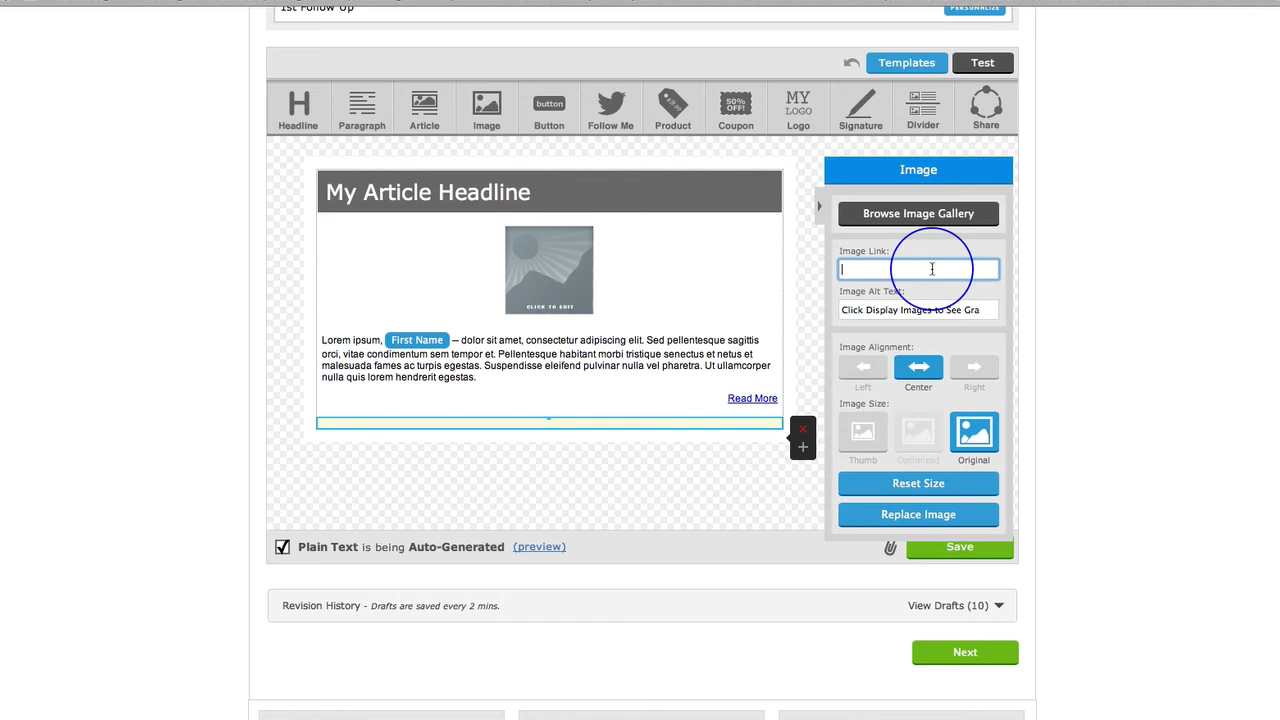 1st Follow Up
PERSONALIZE
Templates
Test
Headline
Paragraph
Article
Image
button
Button
Follow Me
$9.99
Product
50% OFF!
Coupon
MY LOGO
Logo
Signature
Divider
Share
My Article Headline
CLICK TO EDIT
Lorem ipsum, First Name -- dolor sit amet, consectetur adipiscing elit. Sed pellentesque sagittis
orci, vitae condimentum sem tempor et. Pellentesque habitant morbi tristique senectus et netus et
malesuada fames ac turpis egestas. Suspendisse eleifend pulvinar nulla vel pharetra. Ut ullamcorper
nulla quis lorem hendrerit egestas.
Read More
Image
Browse Image Gallery
Image Link:
Image Alt Text:
Click Display Images to See Gra
Image Alignment:
Left
Center
Right
Image Size:
Thumb
Optimized
Original
Reset Size
Replace Image
Plain Text is being Auto-Generated (preview)
Save
Revision History - Drafts are saved every 2 mins.
View Drafts (10)
Next